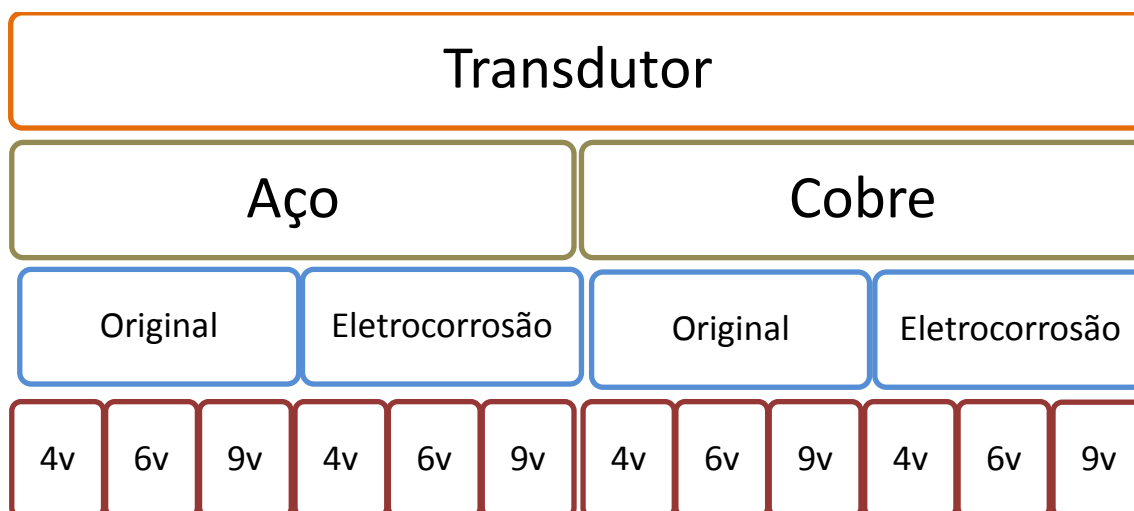 Transdutor
Aço Cobre
Original Eletrocorrosão Original Eletrocorrosão
4v 6v 9v 4v 6v 9v 4v 6v 9v 4v 6v 9v